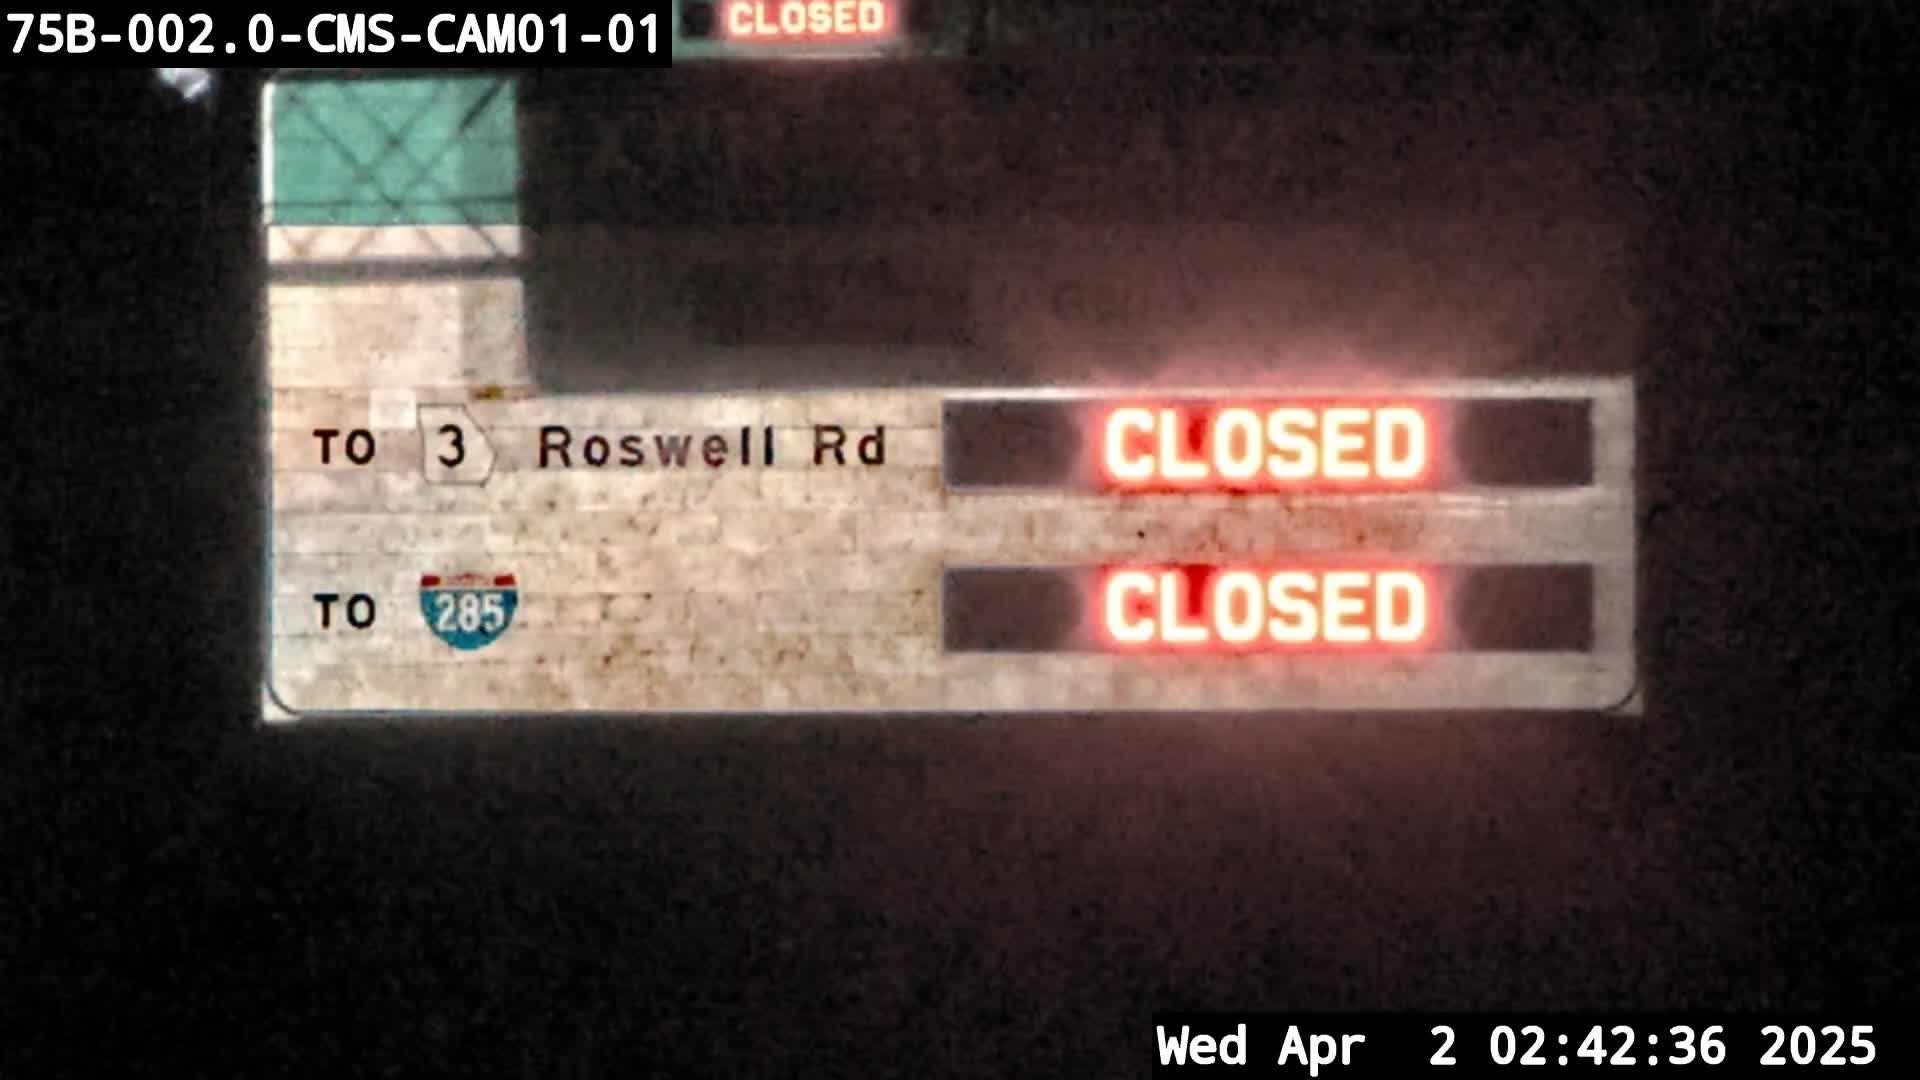 75B-002.0-CMS-CAM01-01
CLOSED
TO 3 Roswell Rd CLOSED
TO 285 CLOSED
Wed Apr 2 02:42:36 2025